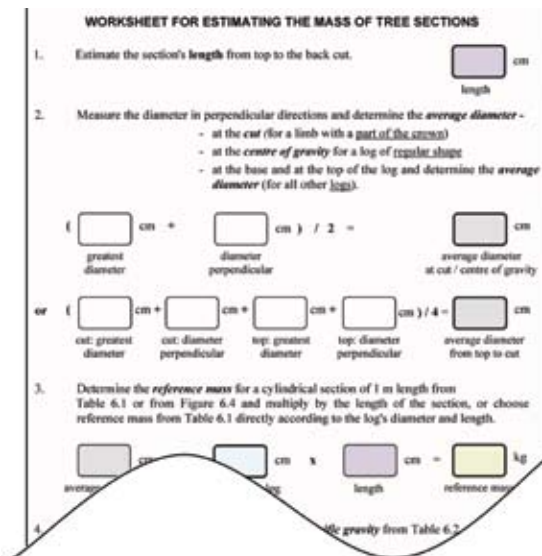 WORKSHEET FOR ESTIMATING THE MASS OF TREE SECTIONS
1. Estimate the section's length from top to the back cut.
cm
length
2. Measure the diameter in perpendicular directions and determine the average diameter -
- at the cut (for a limb with a part of the crown)
- at the centre of gravity for a log of regular shape
- at the base and at the top of the log and determine the average
diameter (for all other logs).
( cm + cm ) / 2 = cm
greatest diameter average diameter
diameter perpendicular at cut / centre of gravity
or ( cm + cm + cm + cm ) / 4 = cm
cut: greatest cut: diameter top: greatest top: diameter average diameter
diameter perpendicular diameter perpendicular from top to cut
3. Determine the reference mass for a cylindrical section of 1 m length from
Table 6.1 or from Figure 6.4 and multiply by the length of the section, or choose
reference mass from Table 6.1 directly according to the log's diameter and length.
cm x cm = kg
length reference mass
4. gravity from Table 6.2